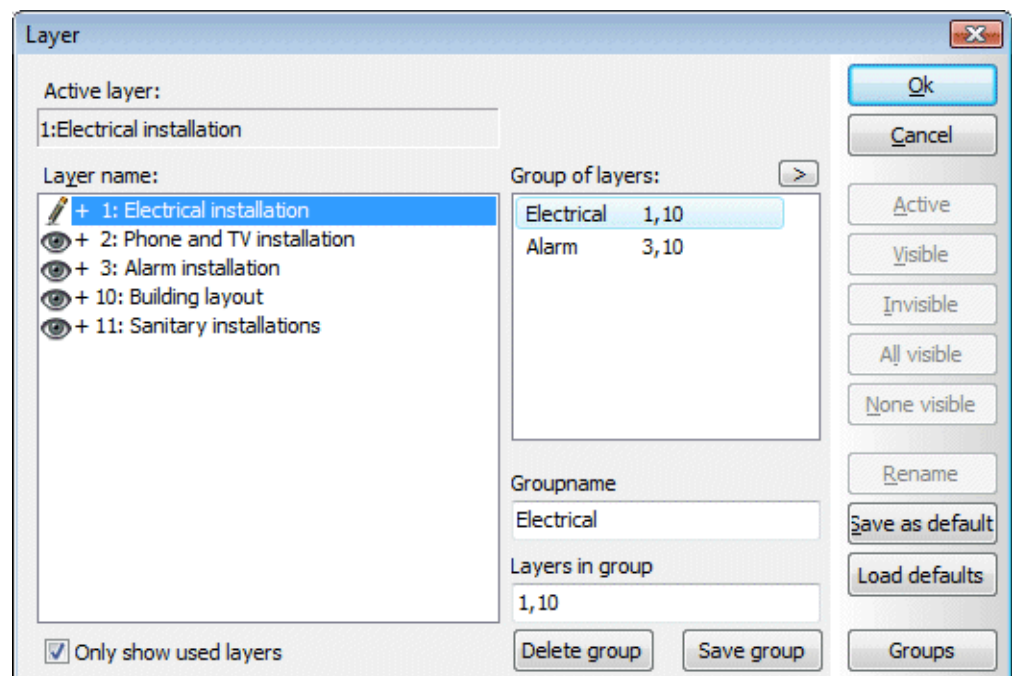 Layer
Active layer:
1:Electrical installation
Layer name:
+ 1: Electrical installation
+ 2: Phone and TV installation
+ 3: Alarm installation
+ 10: Building layout
+ 11: Sanitary installations
Only show used layers
Group of layers:
>
Electrical 1,10
Alarm 3,10
Groupname
Electrical
Layers in group
1,10
Delete group
Save group
Ok
Cancel
Active
Visible
Invisible
All visible
None visible
Rename
Save as default
Load defaults
Groups